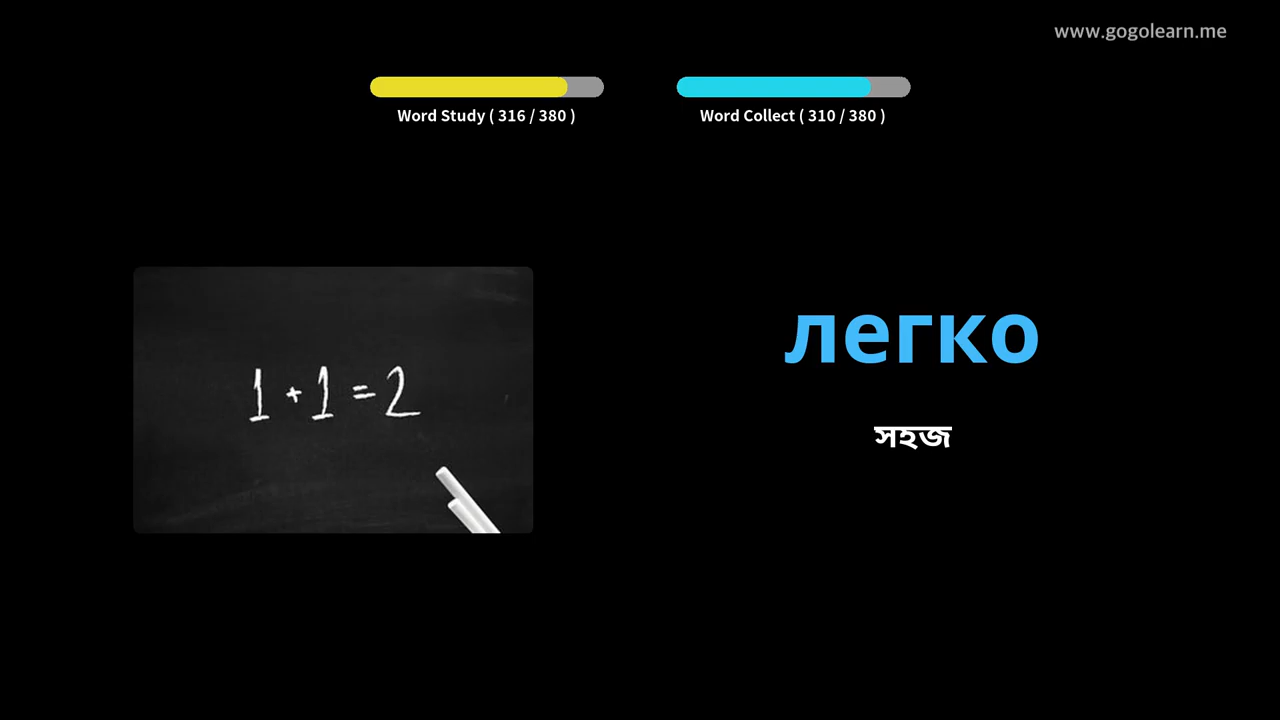 www.gogolearn.me
Word Study ( 316 / 380 )
Word Collect ( 310 / 380 )
1 + 1 = 2
легко
সহজ